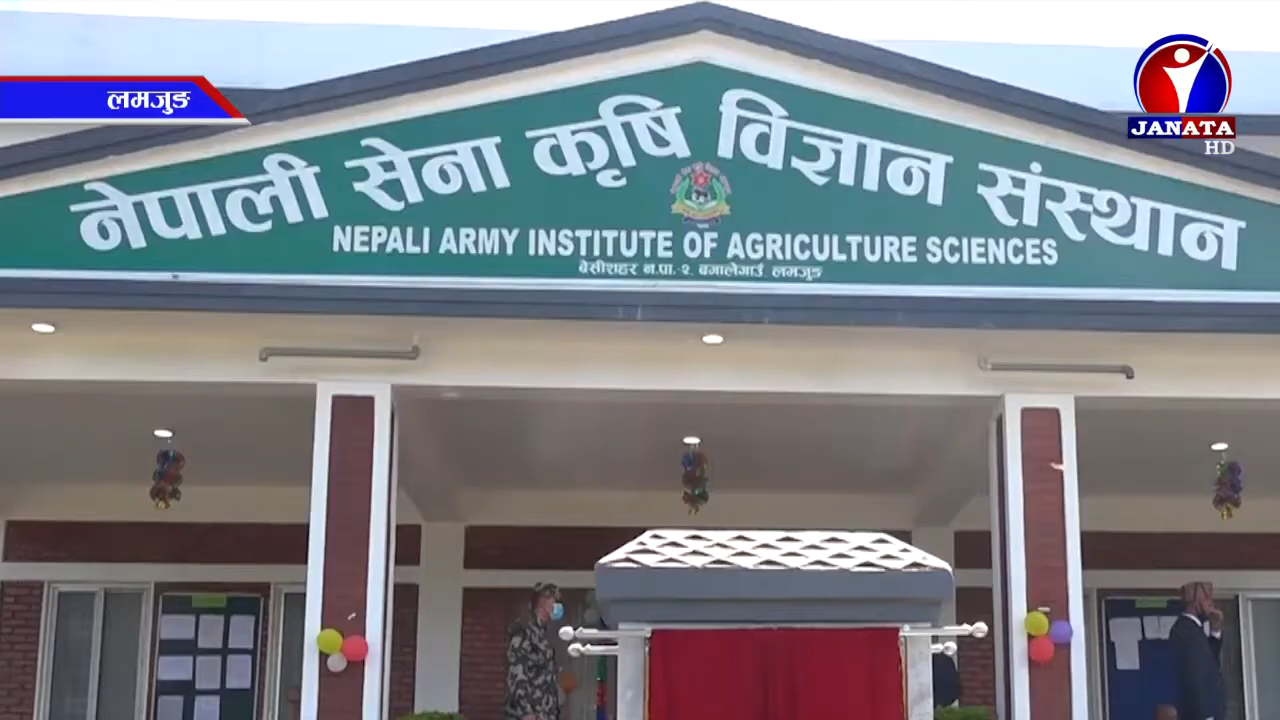 लमजुङ
JANATA
HD
नेपाली सेना कृषि विज्ञान संस्थान
NEPALI ARMY INSTITUTE OF AGRICULTURE SCIENCES
बेसीशहर न.पा.-२, बगालेगाउँ, लमजुङ